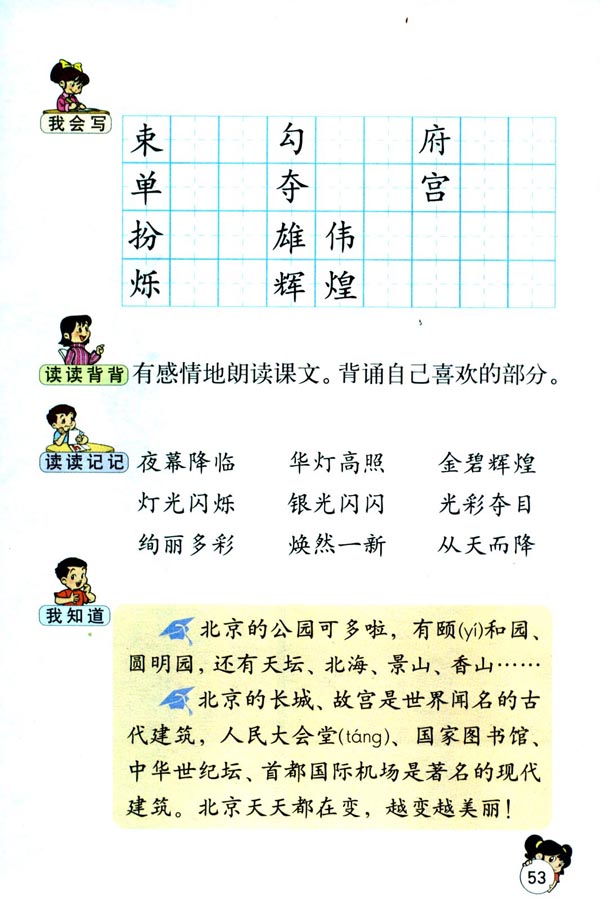 我会写
束 勾 府
单 夺 宫
扮 雄伟
烁 辉煌
读读背背 有感情地朗读课文。背诵自己喜欢的部分。
读读记记 夜幕降临 华灯高照 金碧辉煌
灯光闪烁 银光闪闪 光彩夺目
绚丽多彩 焕然一新 从天而降
我知道
北京的公园可多啦，有颐(yí)和园、
圆明园，还有天坛、北海、景山、香山……
北京的长城、故宫是世界闻名的古
代建筑，人民大会堂(táng)、国家图书馆、
中华世纪坛、首都国际机场是著名的现代
建筑。北京天天都在变，越变越美丽！
53